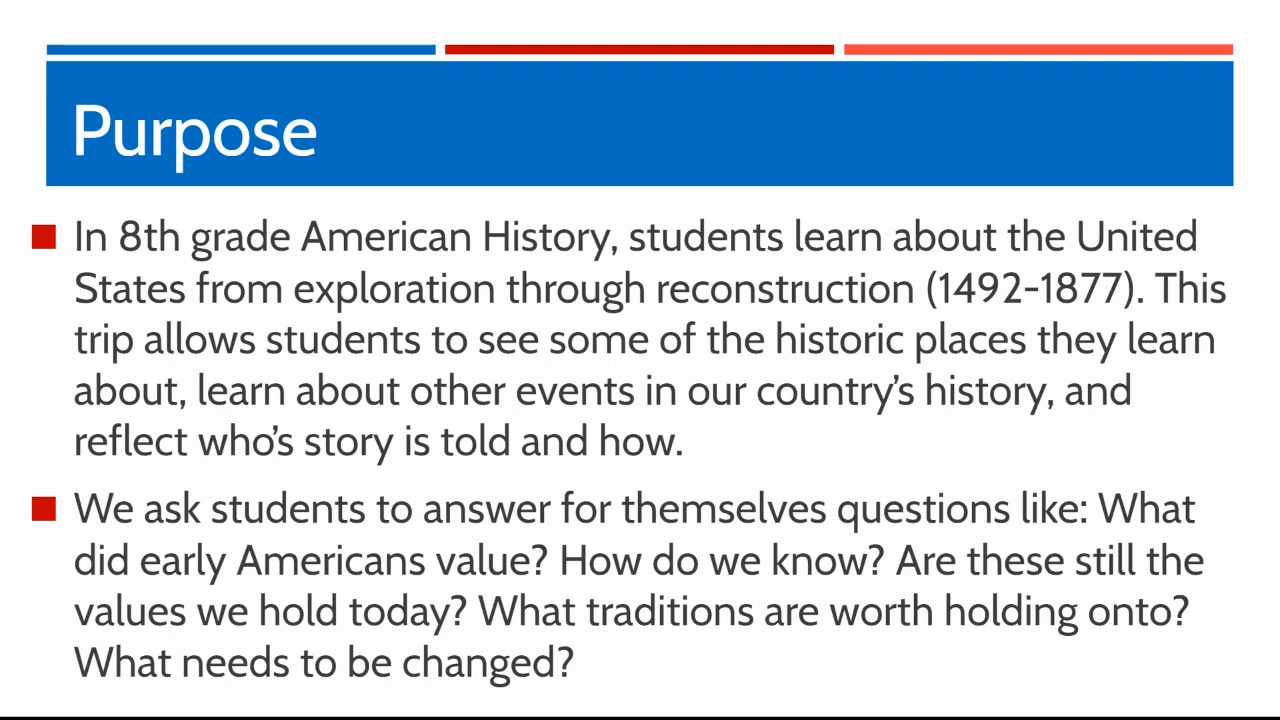 Purpose
In 8th grade American History, students learn about the United
States from exploration through reconstruction (1492-1877). This
trip allows students to see some of the historic places they learn
about, learn about other events in our country's history, and
reflect who's story is told and how.
We ask students to answer for themselves questions like: What
did early Americans value? How do we know? Are these still the
values we hold today? What traditions are worth holding onto?
What needs to be changed?